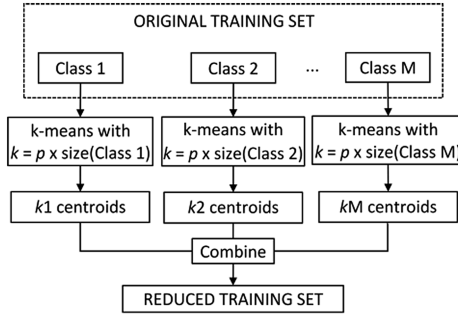 ORIGINAL TRAINING SET
Class 1 Class 2 ... Class M
k-means with k-means with k-means with
k = p x size(Class 1) k = p x size(Class 2) k = p x size(Class M)
k1 centroids k2 centroids kM centroids
Combine
REDUCED TRAINING SET